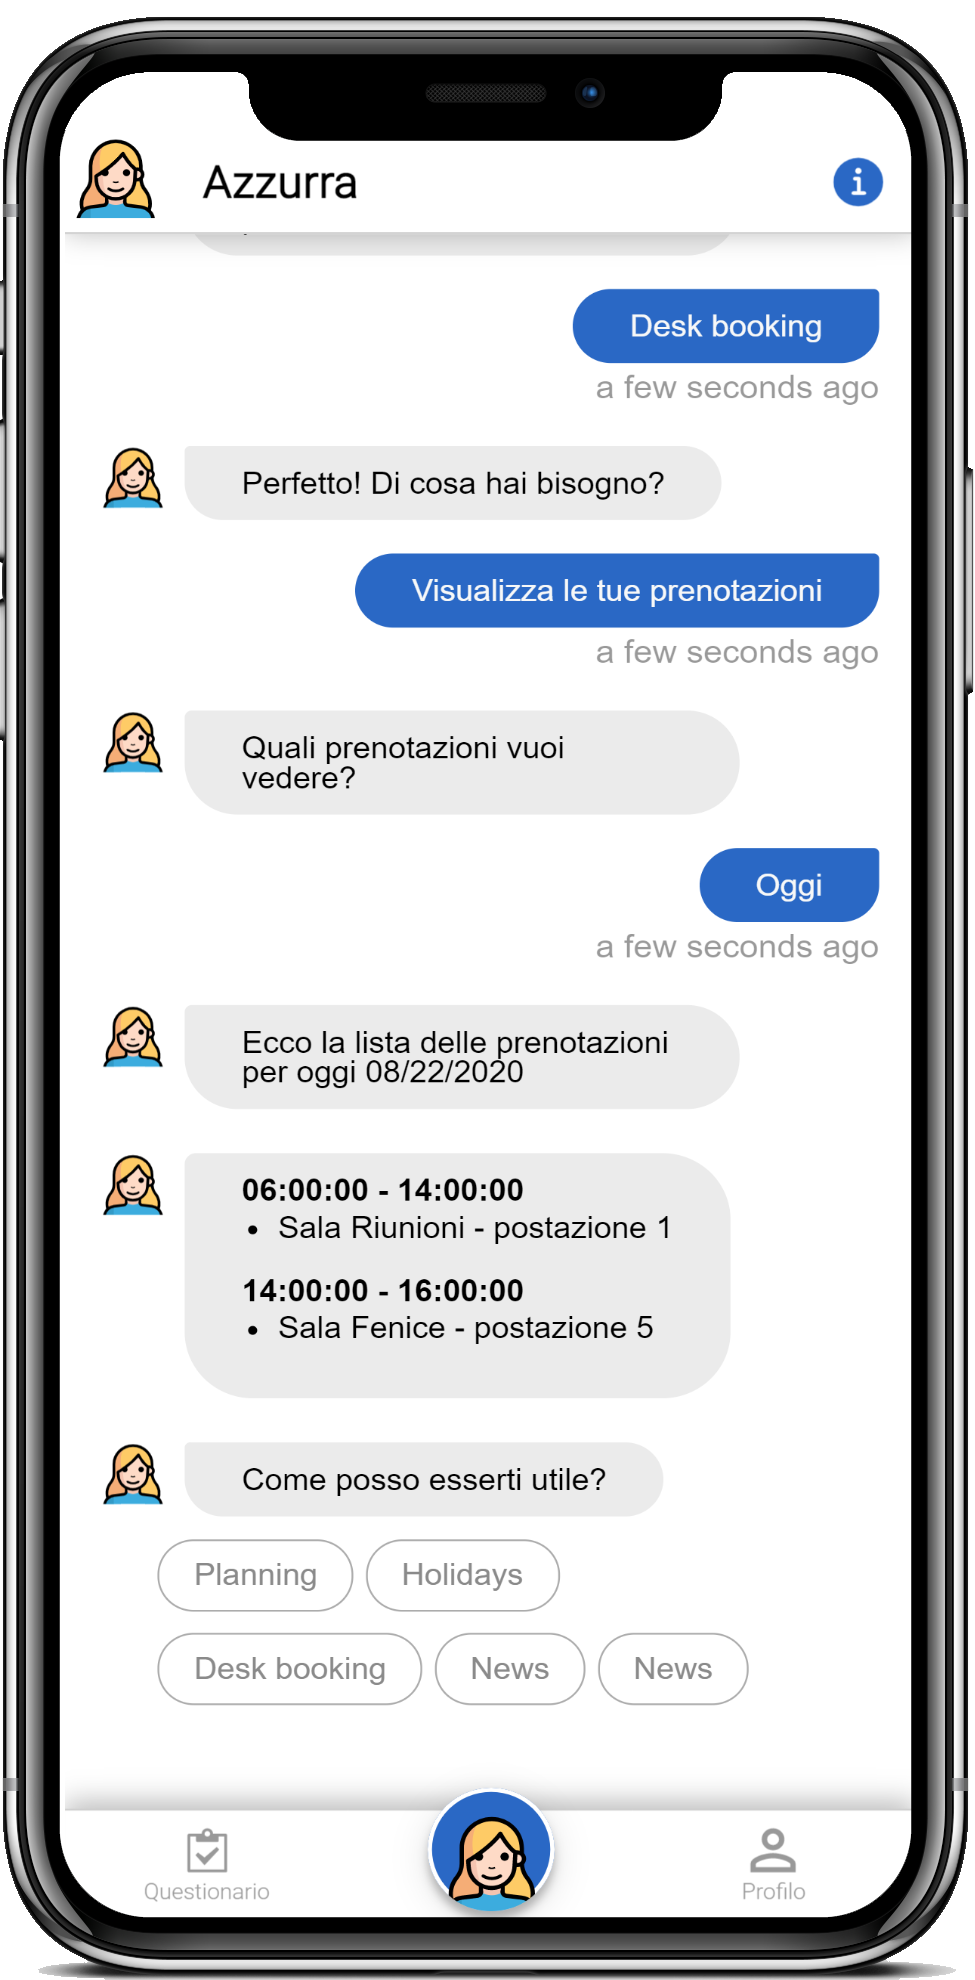 Azzurra
Desk booking
a few seconds ago
Perfetto! Di cosa hai bisogno?
Visualizza le tue prenotazioni
a few seconds ago
Quali prenotazioni vuoi
vedere?
Oggi
a few seconds ago
Ecco la lista delle prenotazioni
per oggi 08/22/2020
06:00:00 - 14:00:00
• Sala Riunioni - postazione 1
14:00:00 - 16:00:00
• Sala Fenice - postazione 5
Come posso esserti utile?
Planning Holidays
Desk booking News News
Questionario Profilo